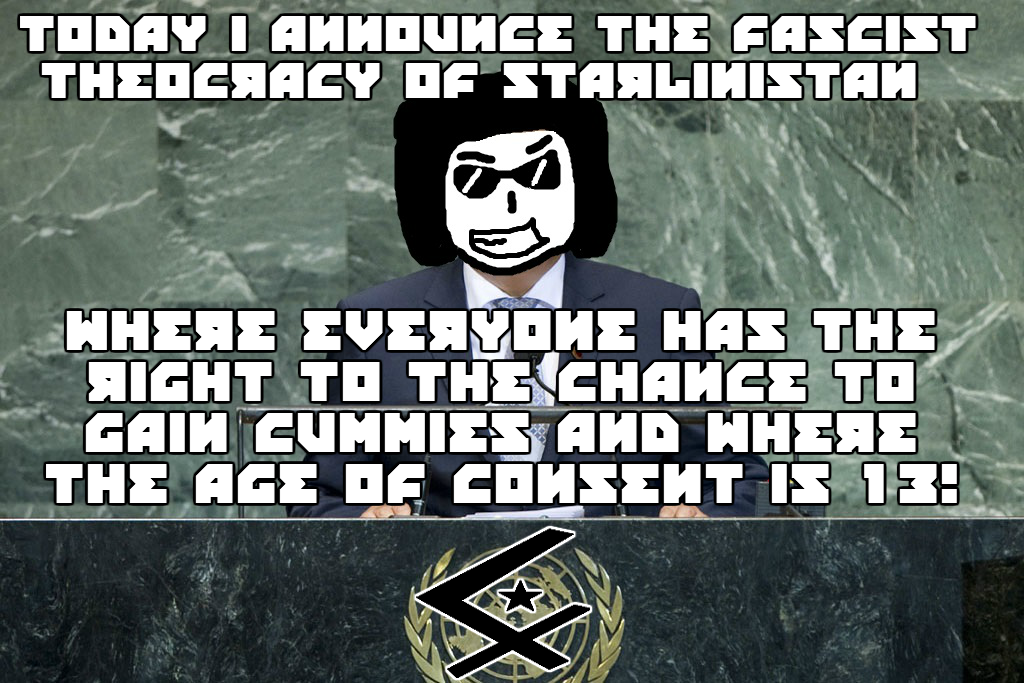 TODAY I ANNOUNCE THE FASCIST
THEOCRACY OF STARLINISTAN
WHERE EVERYONE HAS THE
RIGHT TO THE CHANCE TO
GAIN CUMMIES AND WHERE
THE AGE OF CONSENT IS 13!